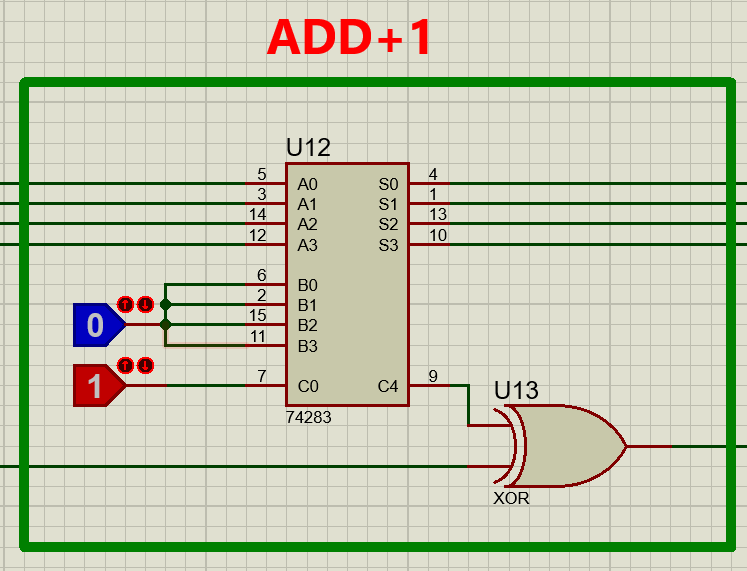 ADD+1
U12
5 A0 S0 4
3 A1 S1 1
14 A2 S2 13
12 A3 S3 10
6 B0
2 B1
0 15 B2
11 B3
1 7 C0 C4 9
74283
U13
XOR